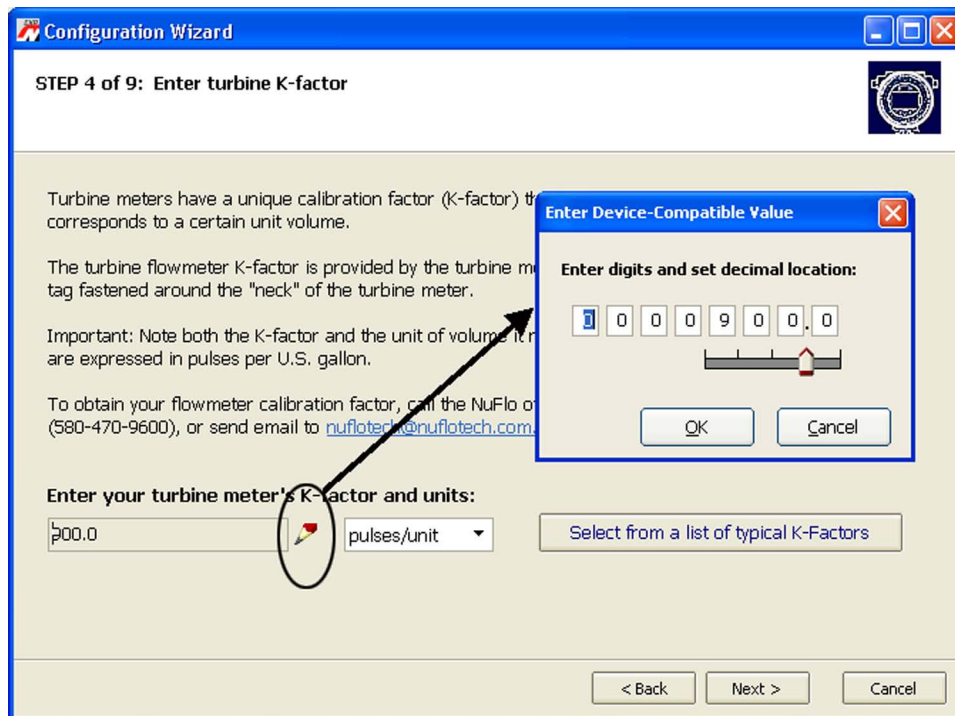 Configuration Wizard
STEP 4 of 9: Enter turbine K-factor
Turbine meters have a unique calibration factor (K-factor)
corresponds to a certain unit volume.
The turbine flowmeter K-factor is provided by the turbine
tag fastened around the "neck" of the turbine meter.
Important: Note both the K-factor and the unit of volume it
are expressed in pulses per U.S. gallon.
To obtain your flowmeter calibration factor, call the NuFlo
(580-470-9600), or send email to nuflotech@nuflotech.com.
Enter Device-Compatible Value
Enter digits and set decimal location:
0 0 0 0 9 0 0.0
OK Cancel
Enter your turbine meter's K-factor and units:
900.0 pulses/unit Select from a list of typical K-Factors
< Back Next > Cancel